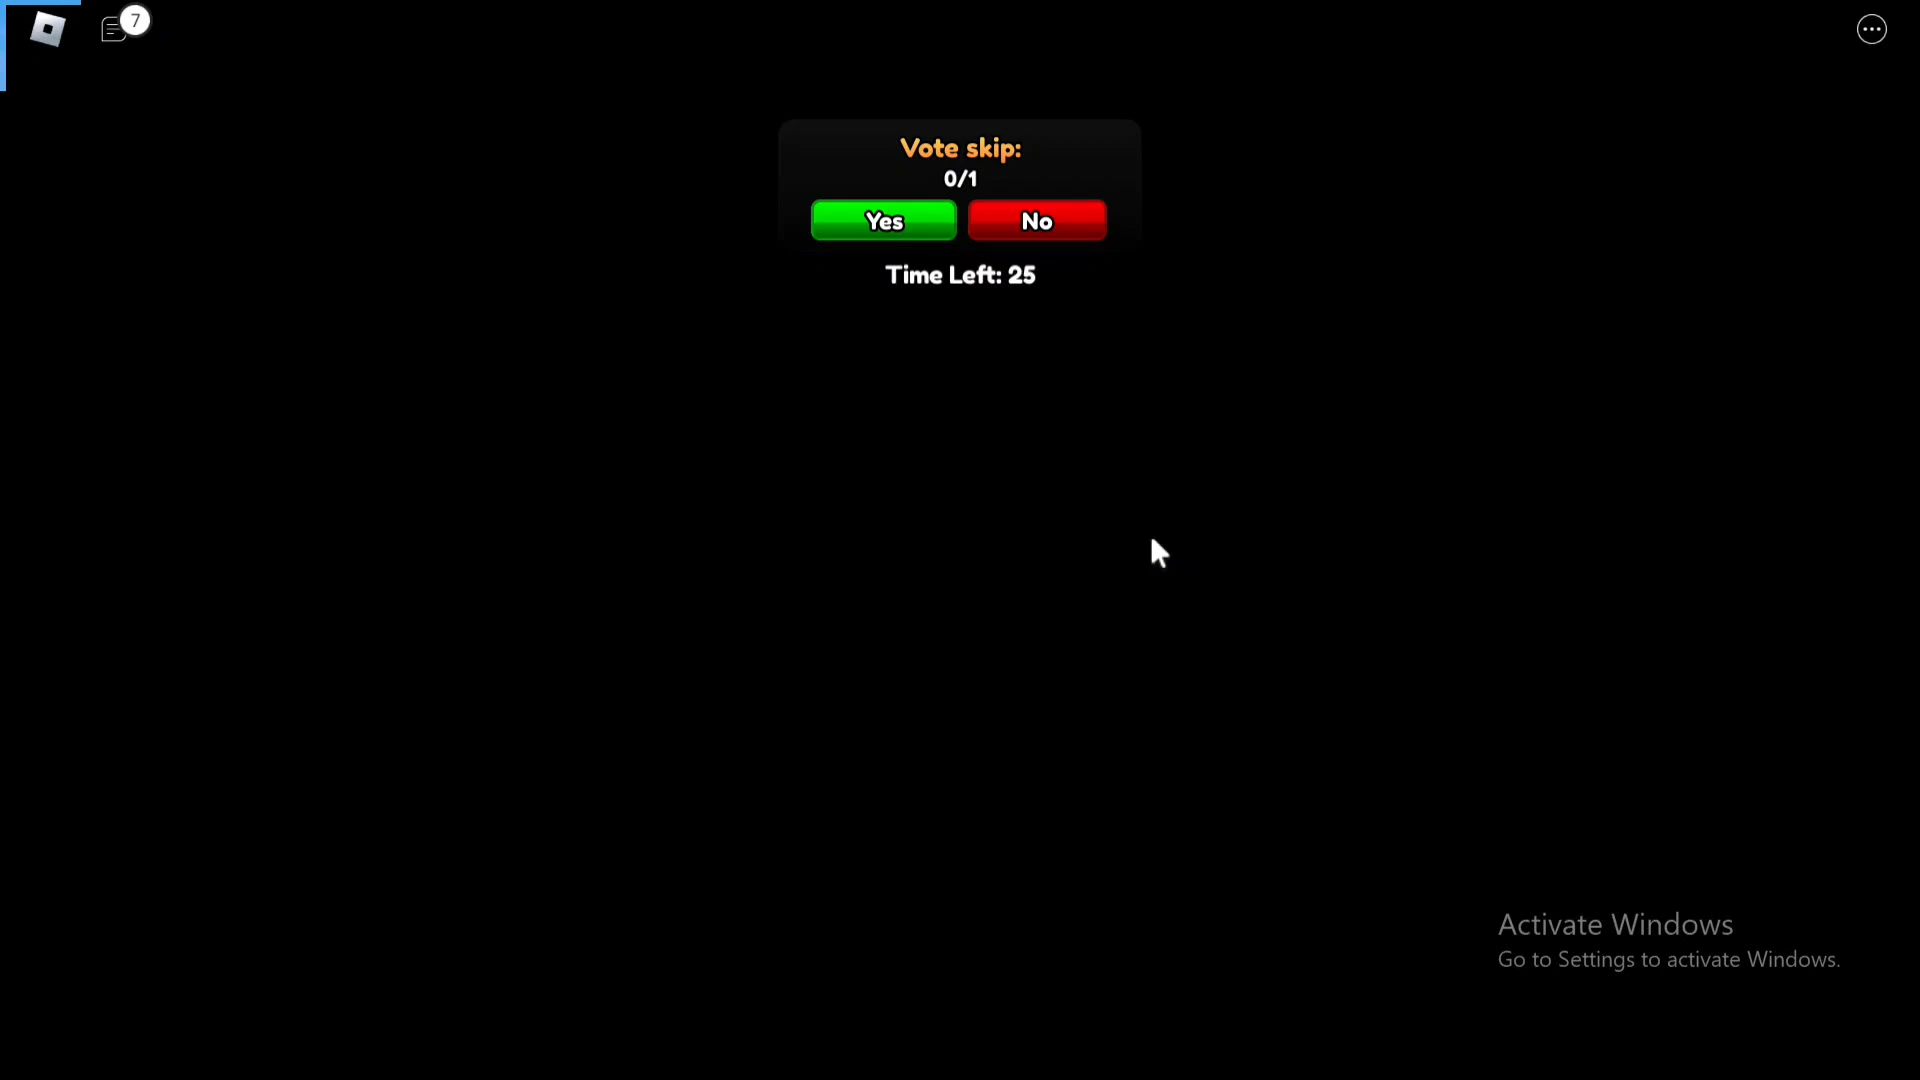 7
Vote skip:
0/1
Yes No
Time Left: 25
Activate Windows
Go to Settings to activate Windows.